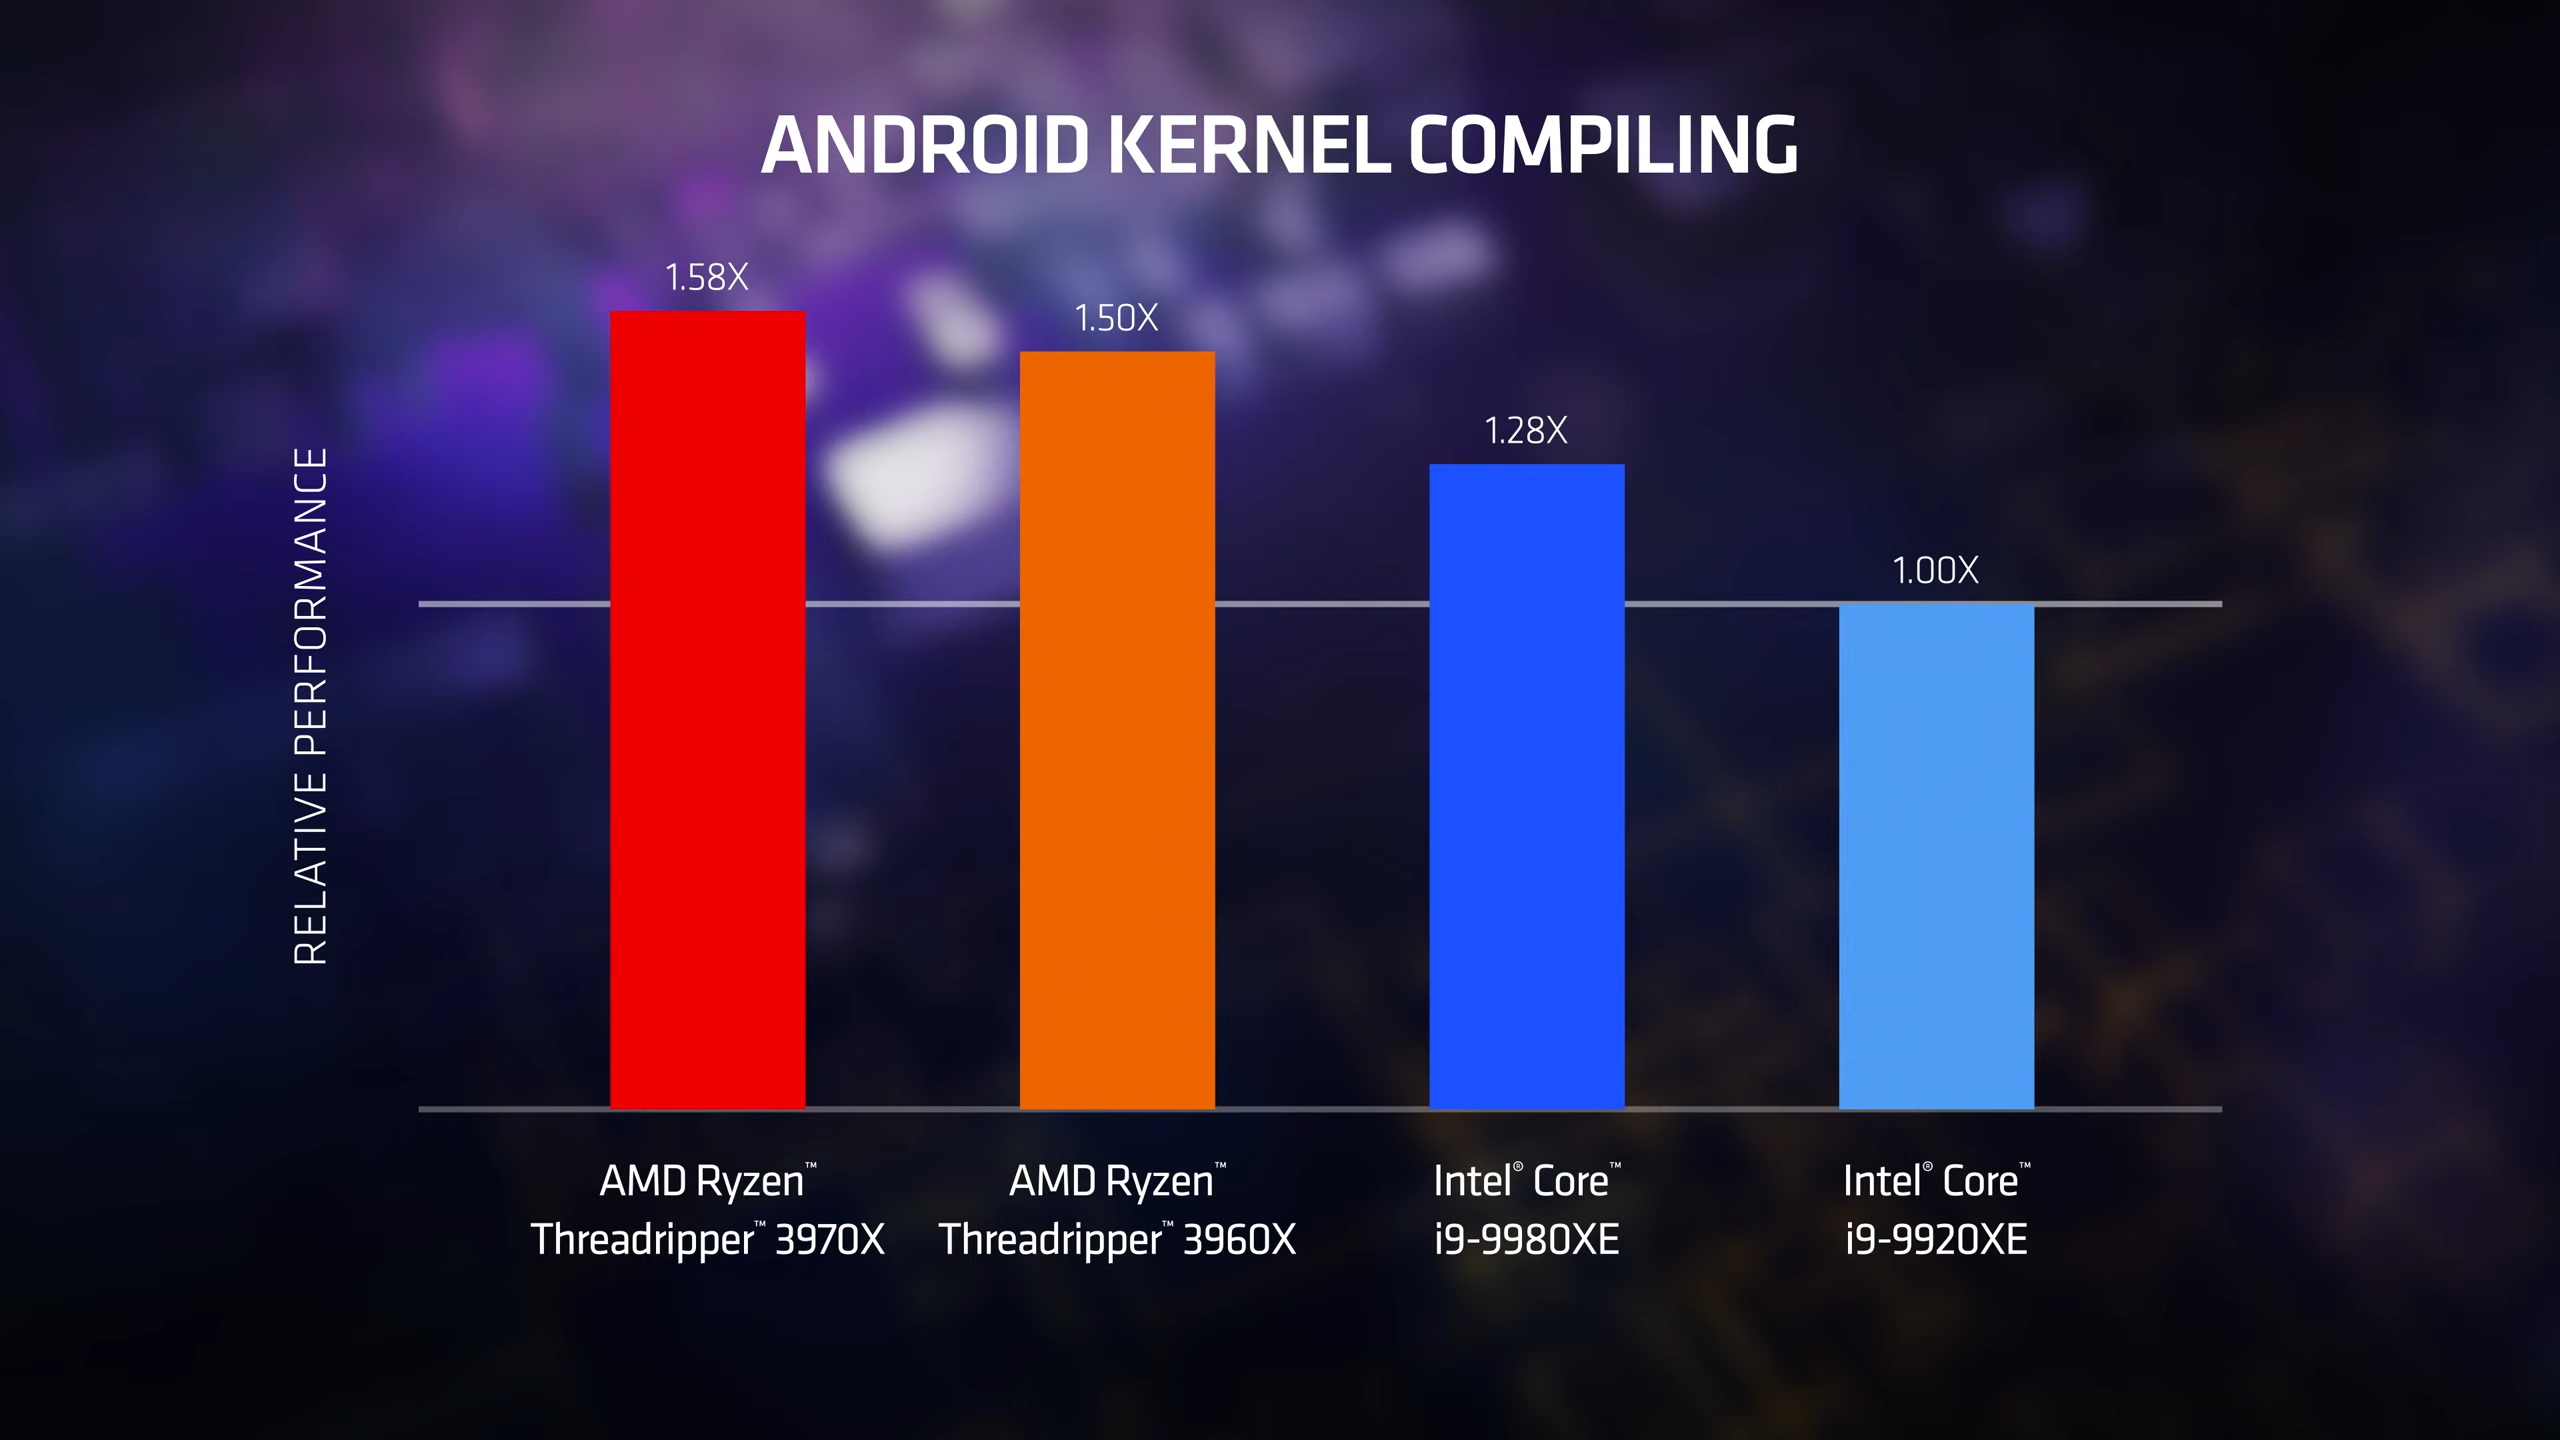 ANDROID KERNEL COMPILING
1.58X
1.50X
1.28X
1.00X
RELATIVE PERFORMANCE
AMD Ryzen™
Threadripper™ 3970X
AMD Ryzen™
Threadripper™ 3960X
Intel® Core™
i9-9980XE
Intel® Core™
i9-9920XE